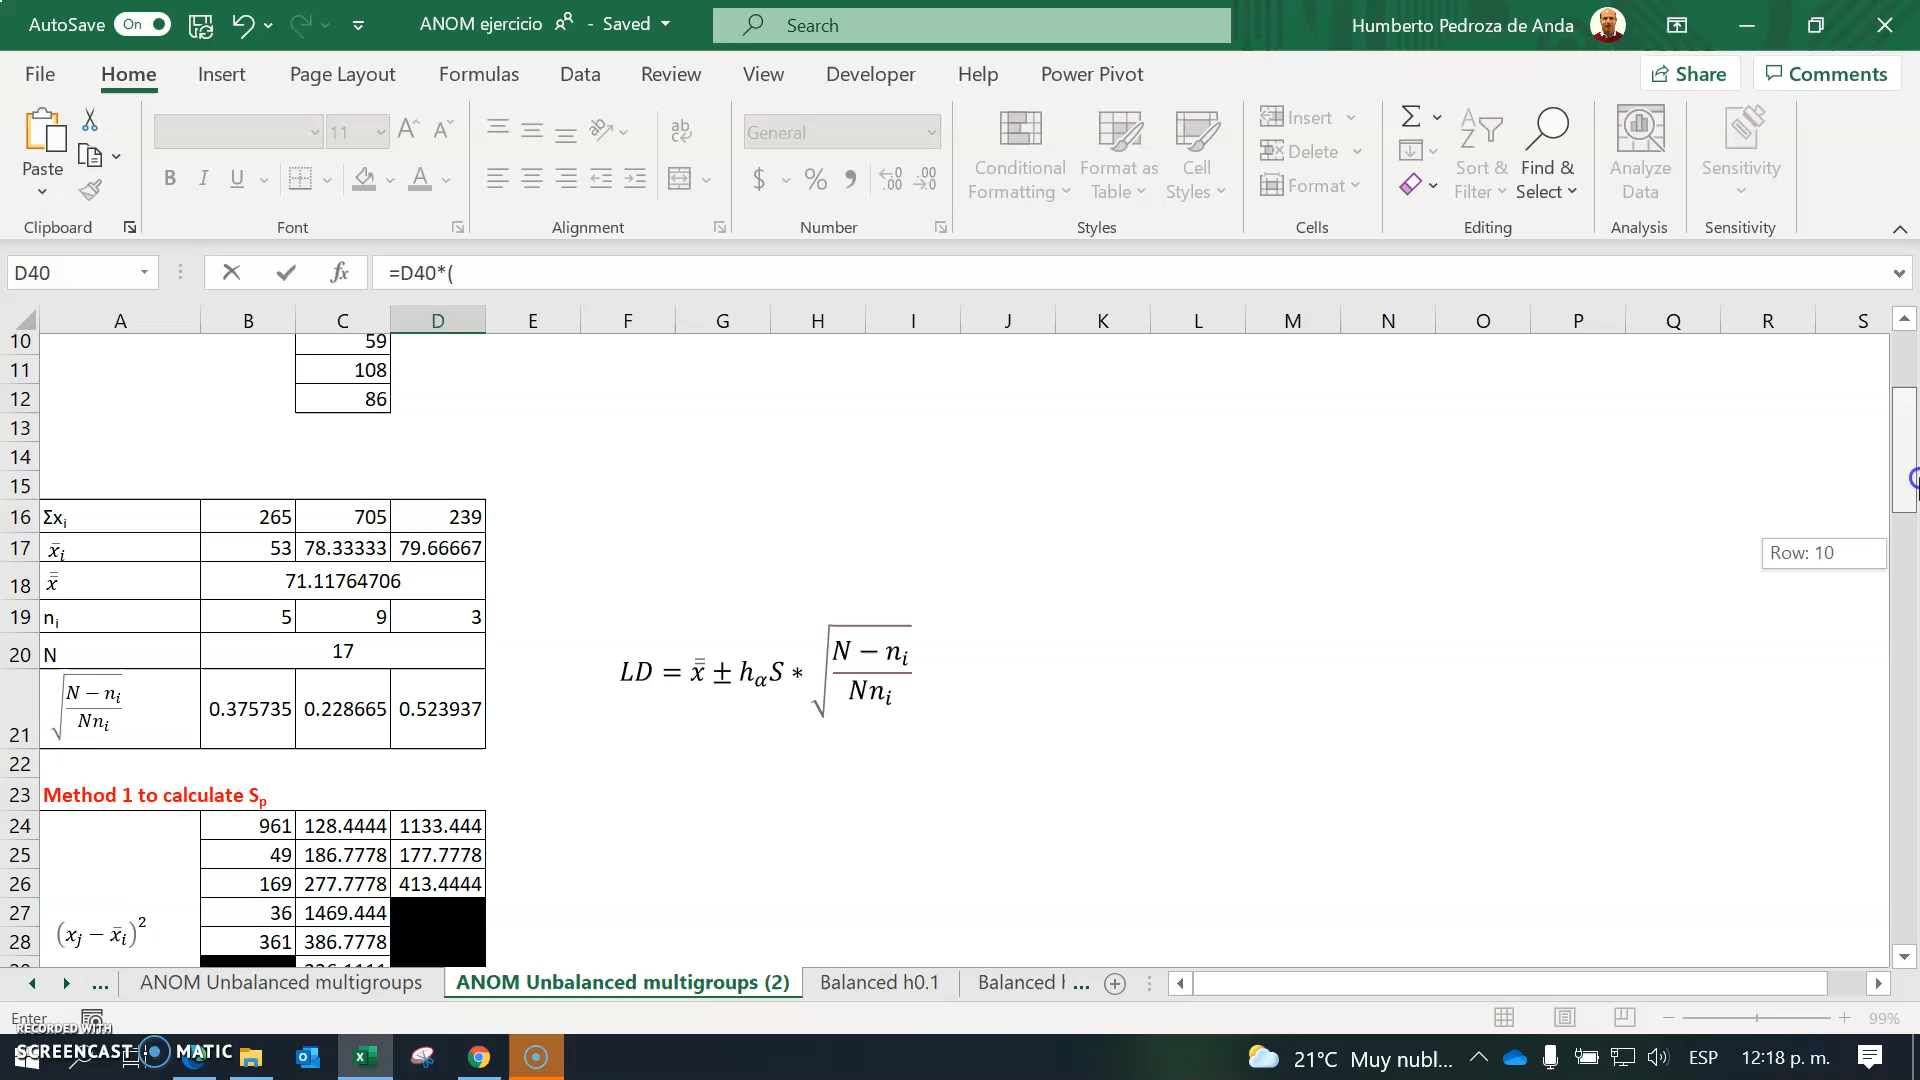 AutoSave On ANOM ejercicio - Saved Search Humberto Pedroza de Anda
File Home Insert Page Layout Formulas Data Review View Developer Help Power Pivot Share Comments
Paste 11 General Conditional Formatting Format as Table Cell Styles Insert Delete Format Sort & Filter Find & Select Analyze Data Sensitivity
Clipboard Font Alignment Number Styles Cells Editing Analysis Sensitivity
D40 fx =D40*(
A B C D E F G H I J K L M N O P Q R S
10 59
11 108
12 86
13
14
15
16 Σxᵢ 265 705 239
17 x̄ᵢ 53 78.33333 79.66667
Row: 10
18 x̿ 71.11764706
19 nᵢ 5 9 3
20 N 17
LD = x̿ ± hαS * √((N − nᵢ)/(Nnᵢ))
21 √((N − nᵢ)/(Nnᵢ)) 0.375735 0.228665 0.523937
22
23 Method 1 to calculate Sₚ
24 961 128.4444 1133.444
25 49 186.7778 177.7778
26 169 277.7778 413.4444
27 36 1469.444
28 (xⱼ − x̄ᵢ)² 361 386.7778
... ANOM Unbalanced multigroups ANOM Unbalanced multigroups (2) Balanced h0.1 Balanced h ...
Enter 99%
RECORDED WITH
SCREENCAST MATIC 21°C Muy nubl... ESP 12:18 p. m.